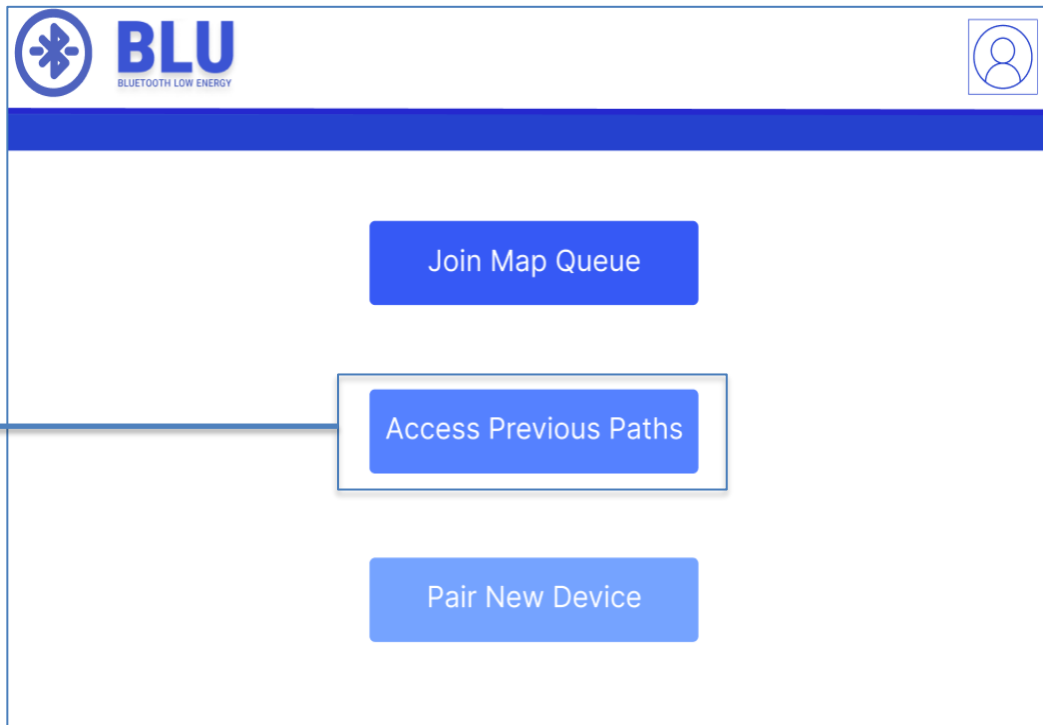 BLU
BLUETOOTH LOW ENERGY
Join Map Queue
Access Previous Paths
Pair New Device